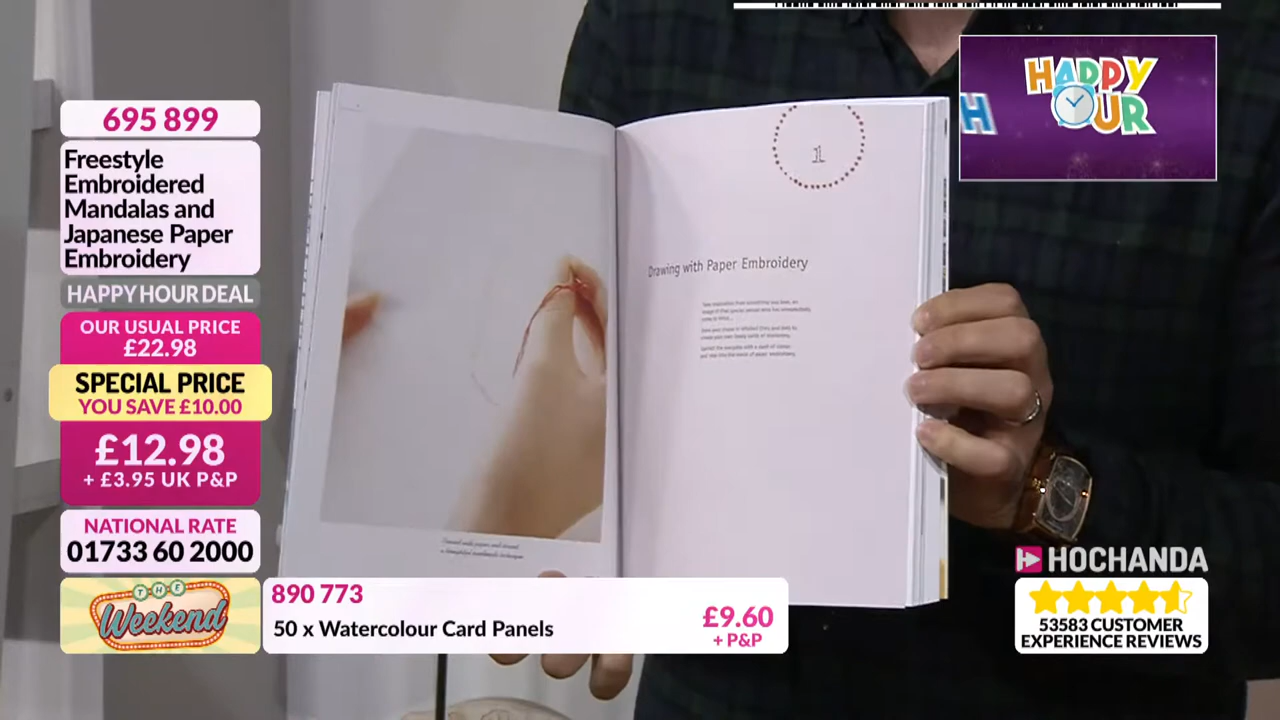 695 899
Freestyle
Embroidered
Mandalas and
Japanese Paper
Embroidery
HAPPY HOUR DEAL
OUR USUAL PRICE
£22.98
SPECIAL PRICE
YOU SAVE £10.00
£12.98
+ £3.95 UK P&P
NATIONAL RATE
01733 60 2000
THE
Weekend
890 773
50 x Watercolour Card Panels
£9.60
+ P&P
1
Drawing with Paper Embroidery
H
HAPPY
HOUR
HOCHANDA
53583 CUSTOMER
EXPERIENCE REVIEWS